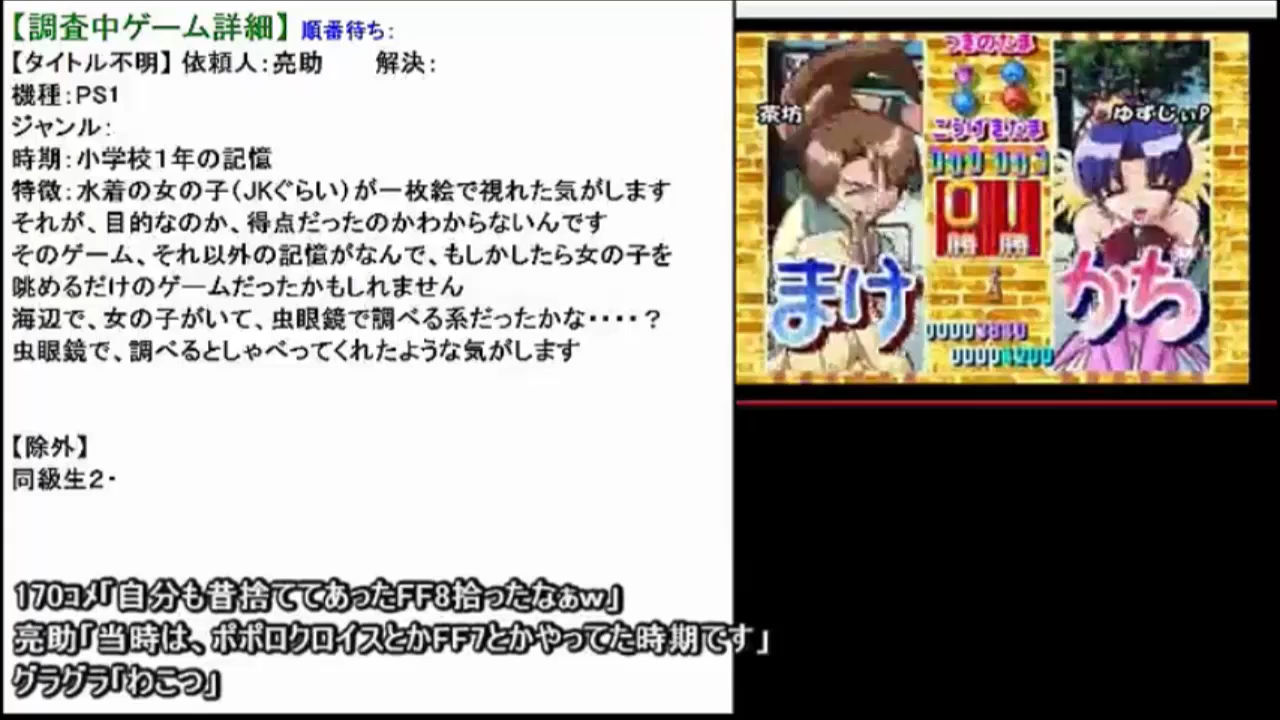 【調査中ゲーム詳細】 順番待ち:
【タイトル不明】 依頼人:亮助 解決:
機種:PS1
ジャンル:
時期:小学校1年の記憶
特徴:水着の女の子(JKぐらい)が一枚絵で視れた気がします
それが、目的なのか、得点だったのかわからないんです
そのゲーム、それ以外の記憶がなんで、もしかしたら女の子を
眺めるだけのゲームだったかもしれません
海辺で、女の子がいて、虫眼鏡で調べる系だったかな‥‥?
虫眼鏡で、調べるとしゃべってくれたような気がします
【除外】
同級生2・
170コメ「自分も昔捨ててあったFF8拾ったなぁw」
亮助「当時は、ポポロクロイスとかFF7とかやってた時期です」
グラグラ「わこつ」
つぎのたま
茶坊
ゆずじぃP
こうげきだま
0 1
勝 勝
まけ
かち